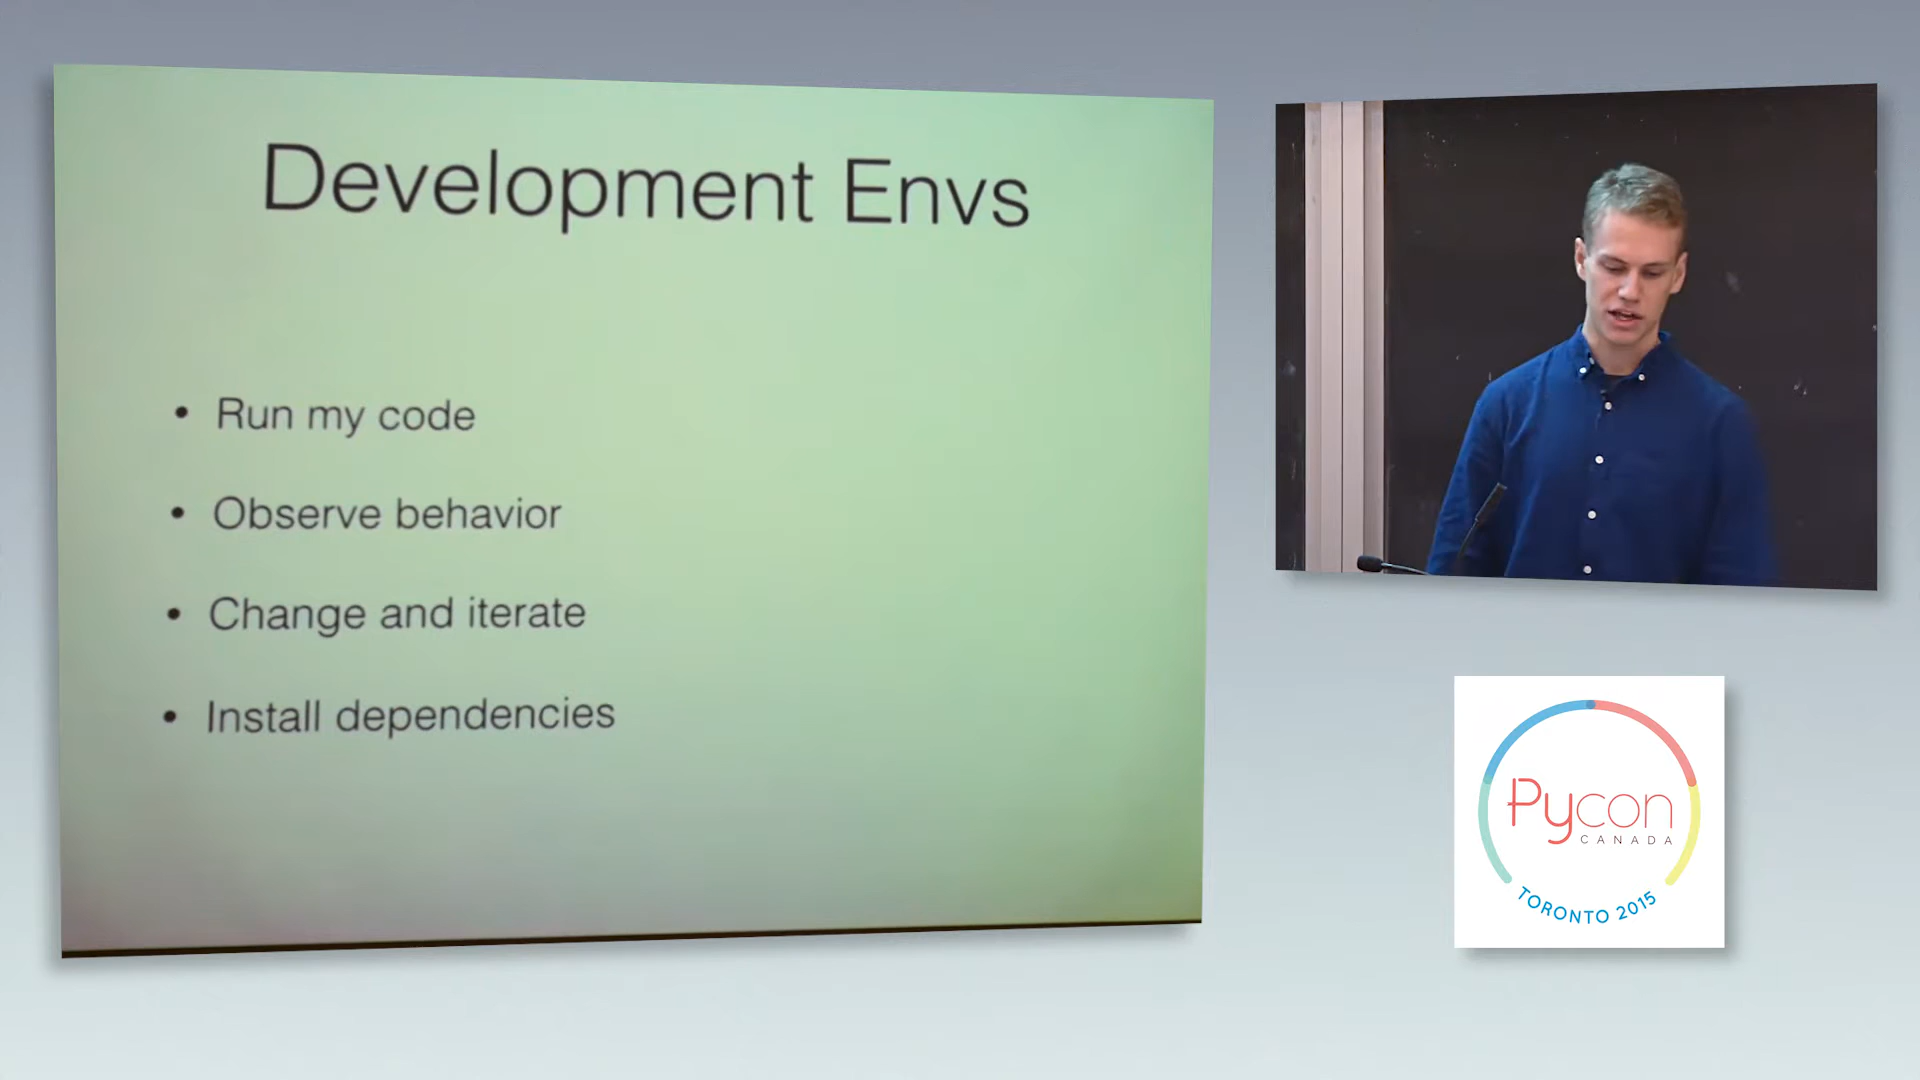 Development Envs
• Run my code
• Observe behavior
• Change and iterate
• Install dependencies
Pycon
CANADA
TORONTO 2015